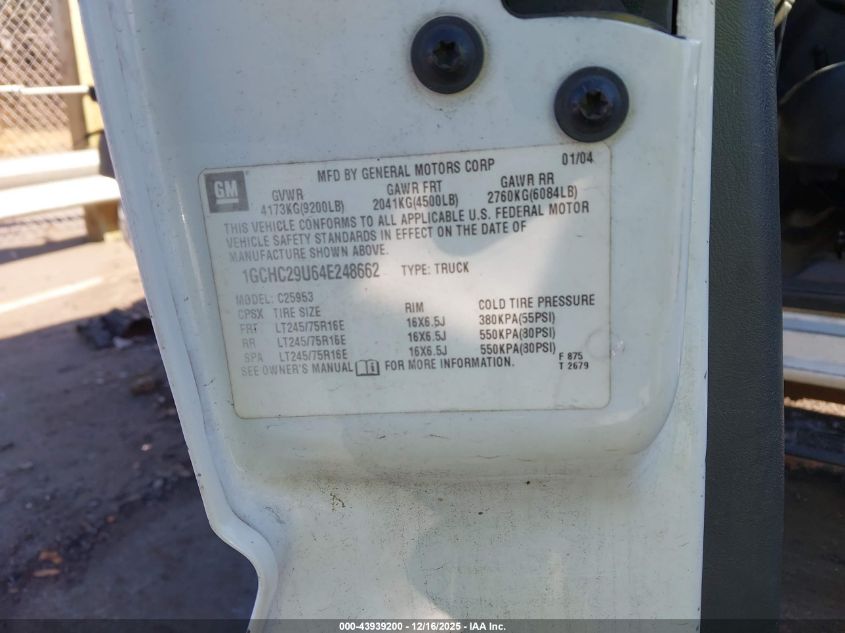 MFD BY GENERAL MOTORS CORP 01/04
GM
GVWR GAWR FRT GAWR RR
4173KG(9200LB) 2041KG(4500LB) 2760KG(6084LB)
THIS VEHICLE CONFORMS TO ALL APPLICABLE U.S. FEDERAL MOTOR
VEHICLE SAFETY STANDARDS IN EFFECT ON THE DATE OF
MANUFACTURE SHOWN ABOVE.
1GCHC29U64E248662 TYPE: TRUCK
MODEL: C25953
CPSX TIRE SIZE RIM COLD TIRE PRESSURE
FRT LT245/75R16E 16X6.5J 380KPA(55PSI)
RR LT245/75R16E 16X6.5J 550KPA(80PSI)
SPA LT245/75R16E 16X6.5J 550KPA(80PSI)
SEE OWNER'S MANUAL i FOR MORE INFORMATION.
F 875
T 2679
000-43939200 - 12/16/2025 - IAA Inc.